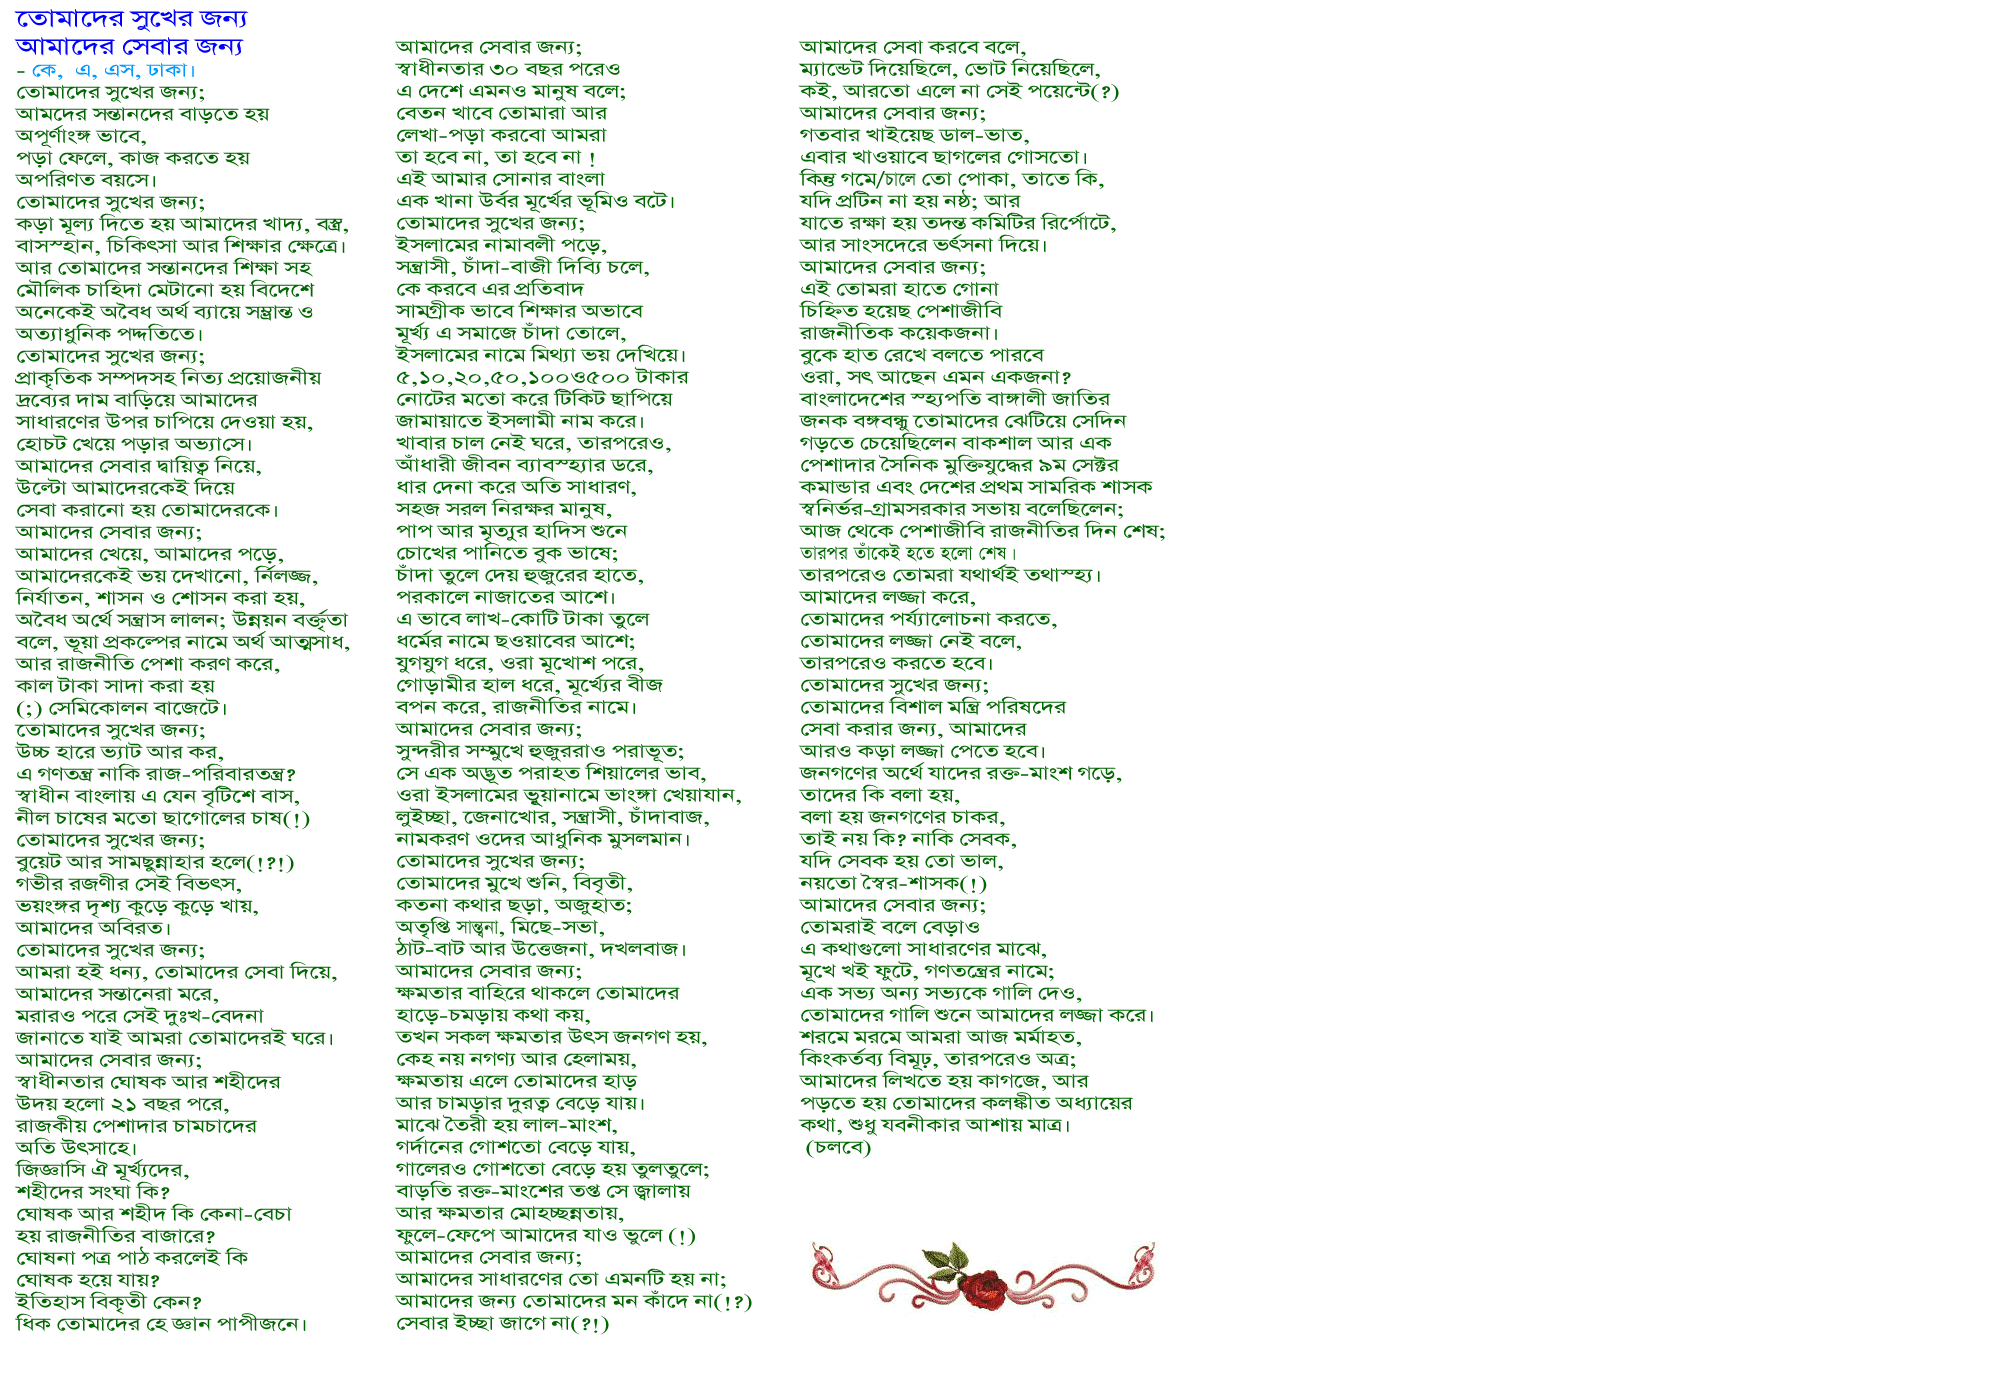 তোমাদের সুখের জন্য
আমাদের সেবার জন্য
- কে, এ, এস, ঢাকা।
তোমাদের সুখের জন্য;
আমদের সন্তানদের বাড়তে হয়
অপূর্ণাংঙ্গ ভাবে,
পড়া ফেলে, কাজ করতে হয়
অপরিণত বয়সে।
তোমাদের সুখের জন্য;
কড়া মূল্য দিতে হয় আমাদের খাদ্য, বস্ত্র,
বাসস্হান, চিকিৎসা আর শিক্ষার ক্ষেত্রে।
আর তোমাদের সন্তানদের শিক্ষা সহ
মৌলিক চাহিদা মেটানো হয় বিদেশে
অনেকেই অবৈধ অর্থ ব্যায়ে সম্ভ্রান্ত ও
অত্যাধুনিক পদ্দতিতে।
তোমাদের সুখের জন্য;
প্রাকৃতিক সম্পদসহ নিত্য প্রয়োজনীয়
দ্রব্যের দাম বাড়িয়ে আমাদের
সাধারণের উপর চাপিয়ে দেওয়া হয়,
হোচট খেয়ে পড়ার অভ্যাসে।
আমাদের সেবার দ্বায়িত্ব নিয়ে,
উল্টো আমাদেরকেই দিয়ে
সেবা করানো হয় তোমাদেরকে।
আমাদের সেবার জন্য;
আমাদের খেয়ে, আমাদের পড়ে,
আমাদেরকেই ভয় দেখানো, র্নিলজ্জ,
নির্যাতন, শাসন ও শোসন করা হয়,
অবৈধ অর্থে সন্ত্রাস লালন; উন্নয়ন বর্ক্তৃতা
বলে, ভূয়া প্রকল্পের নামে অর্থ আত্মসাধ,
আর রাজনীতি পেশা করণ করে,
কাল টাকা সাদা করা হয়
(;) সেমিকোলন বাজেটে।
তোমাদের সুখের জন্য;
উচ্চ হারে ভ্যাট আর কর,
এ গণতন্ত্র নাকি রাজ-পরিবারতন্ত্র?
স্বাধীন বাংলায় এ যেন বৃটিশে বাস,
নীল চাষের মতো ছাগোলের চাষ(!)
তোমাদের সুখের জন্য;
বুয়েট আর সামছুন্নাহার হলে(!?!)
গভীর রজণীর সেই বিভৎস,
ভয়ংঙ্গর দৃশ্য কুড়ে কুড়ে খায়,
আমাদের অবিরত।
তোমাদের সুখের জন্য;
আমরা হই ধন্য, তোমাদের সেবা দিয়ে,
আমাদের সন্তানেরা মরে,
মরারও পরে সেই দুঃখ-বেদনা
জানাতে যাই আমরা তোমাদেরই ঘরে।
আমাদের সেবার জন্য;
স্বাধীনতার ঘোষক আর শহীদের
উদয় হলো ২১ বছর পরে,
রাজকীয় পেশাদার চামচাদের
অতি উৎসাহে।
জিজ্ঞাসি ঐ মূর্খ্যদের,
শহীদের সংঘা কি?
ঘোষক আর শহীদ কি কেনা-বেচা
হয় রাজনীতির বাজারে?
ঘোষনা পত্র পাঠ করলেই কি
ঘোষক হয়ে যায়?
ইতিহাস বিকৃতী কেন?
ধিক তোমাদের হে জ্ঞান পাপীজনে।
আমাদের সেবার জন্য;
স্বাধীনতার ৩০ বছর পরেও
এ দেশে এমনও মানুষ বলে;
বেতন খাবে তোমারা আর
লেখা-পড়া করবো আমরা
তা হবে না, তা হবে না !
এই আমার সোনার বাংলা
এক খানা উর্বর মূর্খের ভূমিও বটে।
তোমাদের সুখের জন্য;
ইসলামের নামাবলী পড়ে,
সন্ত্রাসী, চাঁদা-বাজী দিব্যি চলে,
কে করবে এর প্রতিবাদ
সামগ্রীক ভাবে শিক্ষার অভাবে
মূর্খ্য এ সমাজে চাঁদা তোলে,
ইসলামের নামে মিথ্যা ভয় দেখিয়ে।
৫,১০,২০,৫০,১০০ও৫০০ টাকার
নোটের মতো করে টিকিট ছাপিয়ে
জামায়াতে ইসলামী নাম করে।
খাবার চাল নেই ঘরে, তারপরেও,
আঁধারী জীবন ব্যাবস্হ্যার ডরে,
ধার দেনা করে অতি সাধারণ,
সহজ সরল নিরক্ষর মানুষ,
পাপ আর মৃত্যুর হাদিস শুনে
চোখের পানিতে বুক ভাষে;
চাঁদা তুলে দেয় হুজুরের হাতে,
পরকালে নাজাতের আশে।
এ ভাবে লাখ-কোটি টাকা তুলে
ধর্মের নামে ছওয়াবের আশে;
যুগযুগ ধরে, ওরা মূখোশ পরে,
গোড়ামীর হাল ধরে, মূর্খ্যের বীজ
বপন করে, রাজনীতির নামে।
আমাদের সেবার জন্য;
সুন্দরীর সম্মুখে হুজুররাও পরাভূত;
সে এক অদ্ভূত পরাহত শিয়ালের ভাব,
ওরা ইসলামের ভূয়ানামে ভাংঙ্গা খেয়াযান,
লুইচ্ছা, জেনাখোর, সন্ত্রাসী, চাঁদাবাজ,
নামকরণ ওদের আধুনিক মুসলমান।
তোমাদের সুখের জন্য;
তোমাদের মুখে শুনি, বিবৃতী,
কতনা কথার ছড়া, অজুহাত;
অতৃপ্তি সান্ত্বনা, মিছে-সভা,
ঠাট-বাট আর উত্তেজনা, দখলবাজ।
আমাদের সেবার জন্য;
ক্ষমতার বাহিরে থাকলে তোমাদের
হাড়ে-চমড়ায় কথা কয়,
তখন সকল ক্ষমতার উৎস জনগণ হয়,
কেহ নয় নগণ্য আর হেলাময়,
ক্ষমতায় এলে তোমাদের হাড়
আর চামড়ার দুরত্ব বেড়ে যায়।
মাঝে তৈরী হয় লাল-মাংশ,
গর্দানের গোশতো বেড়ে যায়,
গালেরও গোশতো বেড়ে হয় তুলতুলে;
বাড়তি রক্ত-মাংশের তপ্ত সে জ্বালায়
আর ক্ষমতার মোহচ্ছন্নতায়,
ফুলে-ফেপে আমাদের যাও ভুলে (!)
আমাদের সেবার জন্য;
আমাদের সাধারণের তো এমনটি হয় না;
আমাদের জন্য তোমাদের মন কাঁদে না(!?)
সেবার ইচ্ছা জাগে না(?!)
আমাদের সেবা করবে বলে,
ম্যান্ডেট দিয়েছিলে, ভোট নিয়েছিলে,
কই, আরতো এলে না সেই পয়েন্টে(?)
আমাদের সেবার জন্য;
গতবার খাইয়েছ ডাল-ভাত,
এবার খাওয়াবে ছাগলের গোসতো।
কিন্তু গমে/চালে তো পোকা, তাতে কি,
যদি প্রটিন না হয় নষ্ঠ; আর
যাতে রক্ষা হয় তদন্ত কমিটির রির্পোটে,
আর সাংসদেরে ভর্ৎসনা দিয়ে।
আমাদের সেবার জন্য;
এই তোমরা হাতে গোনা
চিহ্নিত হয়েছ পেশাজীবি
রাজনীতিক কয়েকজনা।
বুকে হাত রেখে বলতে পারবে
ওরা, সৎ আছেন এমন একজনা?
বাংলাদেশের স্হ্যপতি বাঙ্গালী জাতির
জনক বঙ্গবন্ধু তোমাদের ঝেটিয়ে সেদিন
গড়তে চেয়েছিলেন বাকশাল আর এক
পেশাদার সৈনিক মুক্তিযুদ্ধের ৯ম সেক্টর
কমান্ডার এবং দেশের প্রথম সামরিক শাসক
স্বনির্ভর-গ্রামসরকার সভায় বলেছিলেন;
আজ থেকে পেশাজীবি রাজনীতির দিন শেষ;
তারপর তাঁকেই হতে হলো শেষ।
তারপরেও তোমরা যথার্থই তথাস্হ্য।
আমাদের লজ্জা করে,
তোমাদের পর্য্যালোচনা করতে,
তোমাদের লজ্জা নেই বলে,
তারপরেও করতে হবে।
তোমাদের সুখের জন্য;
তোমাদের বিশাল মন্ত্রি পরিষদের
সেবা করার জন্য, আমাদের
আরও কড়া লজ্জা পেতে হবে।
জনগণের অর্থে যাদের রক্ত-মাংশ গড়ে,
তাদের কি বলা হয়,
বলা হয় জনগণের চাকর,
তাই নয় কি? নাকি সেবক,
যদি সেবক হয় তো ভাল,
নয়তো স্বৈর-শাসক(!)
আমাদের সেবার জন্য;
তোমরাই বলে বেড়াও
এ কথাগুলো সাধারণের মাঝে,
মূখে খই ফুটে, গণতন্ত্রের নামে;
এক সভ্য অন্য সভ্যকে গালি দেও,
তোমাদের গালি শুনে আমাদের লজ্জা করে।
শরমে মরমে আমরা আজ মর্মাহত,
কিংকর্তব্য বিমূঢ়, তারপরেও অত্র;
আমাদের লিখতে হয় কাগজে, আর
পড়তে হয় তোমাদের কলঙ্কীত অধ্যায়ের
কথা, শুধু যবনীকার আশায় মাত্র।
(চলবে)